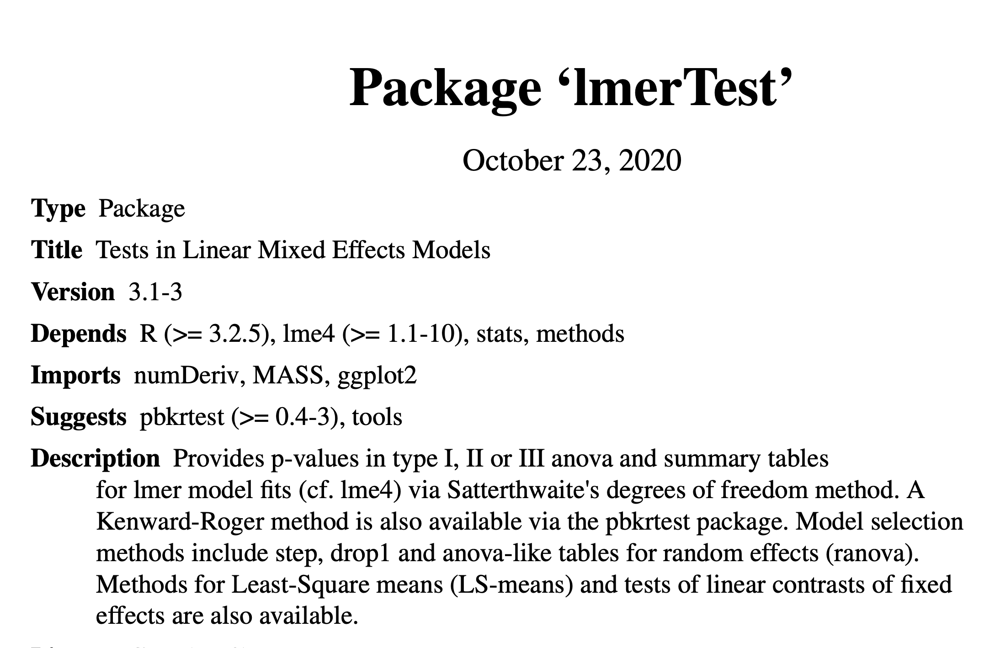 Package ‘lmerTest’
October 23, 2020
Type Package
Title Tests in Linear Mixed Effects Models
Version 3.1-3
Depends R (>= 3.2.5), lme4 (>= 1.1-10), stats, methods
Imports numDeriv, MASS, ggplot2
Suggests pbkrtest (>= 0.4-3), tools
Description Provides p-values in type I, II or III anova and summary tables
for lmer model fits (cf. lme4) via Satterthwaite's degrees of freedom method. A
Kenward-Roger method is also available via the pbkrtest package. Model selection
methods include step, drop1 and anova-like tables for random effects (ranova).
Methods for Least-Square means (LS-means) and tests of linear contrasts of fixed
effects are also available.